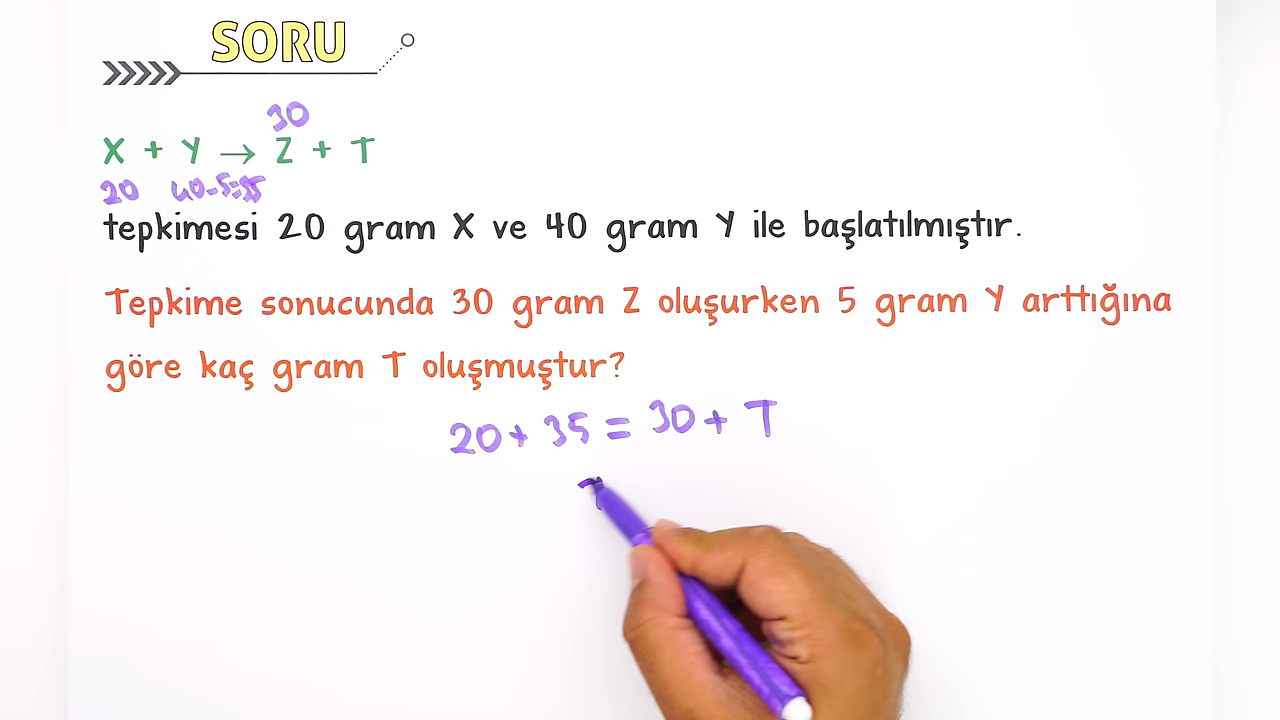 SORU
30
X + Y → Z + T
20 40-5=35
tepkimesi 20 gram X ve 40 gram Y ile başlatılmıştır.
Tepkime sonucunda 30 gram Z oluşurken 5 gram Y arttığına
göre kaç gram T oluşmuştur?
20 + 35 = 30 + T